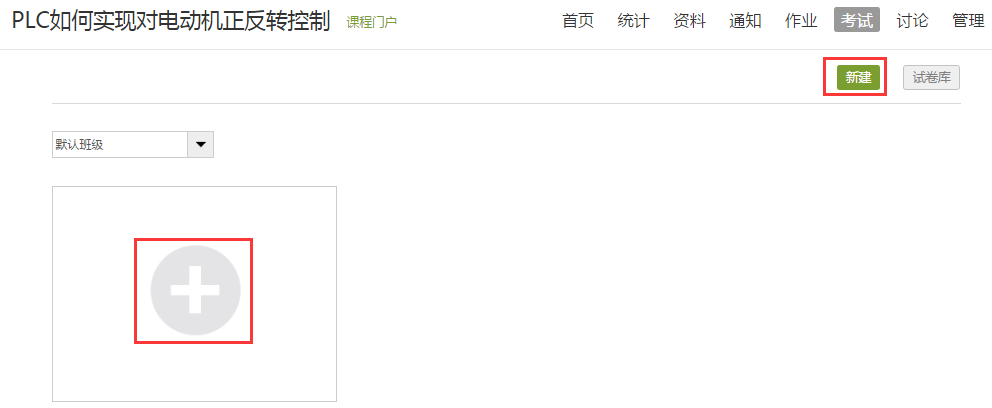 PLC如何实现对电动机正反转控制 课程门户 首页 统计 资料 通知 作业 考试 讨论 管理
新建 试卷库
默认班级